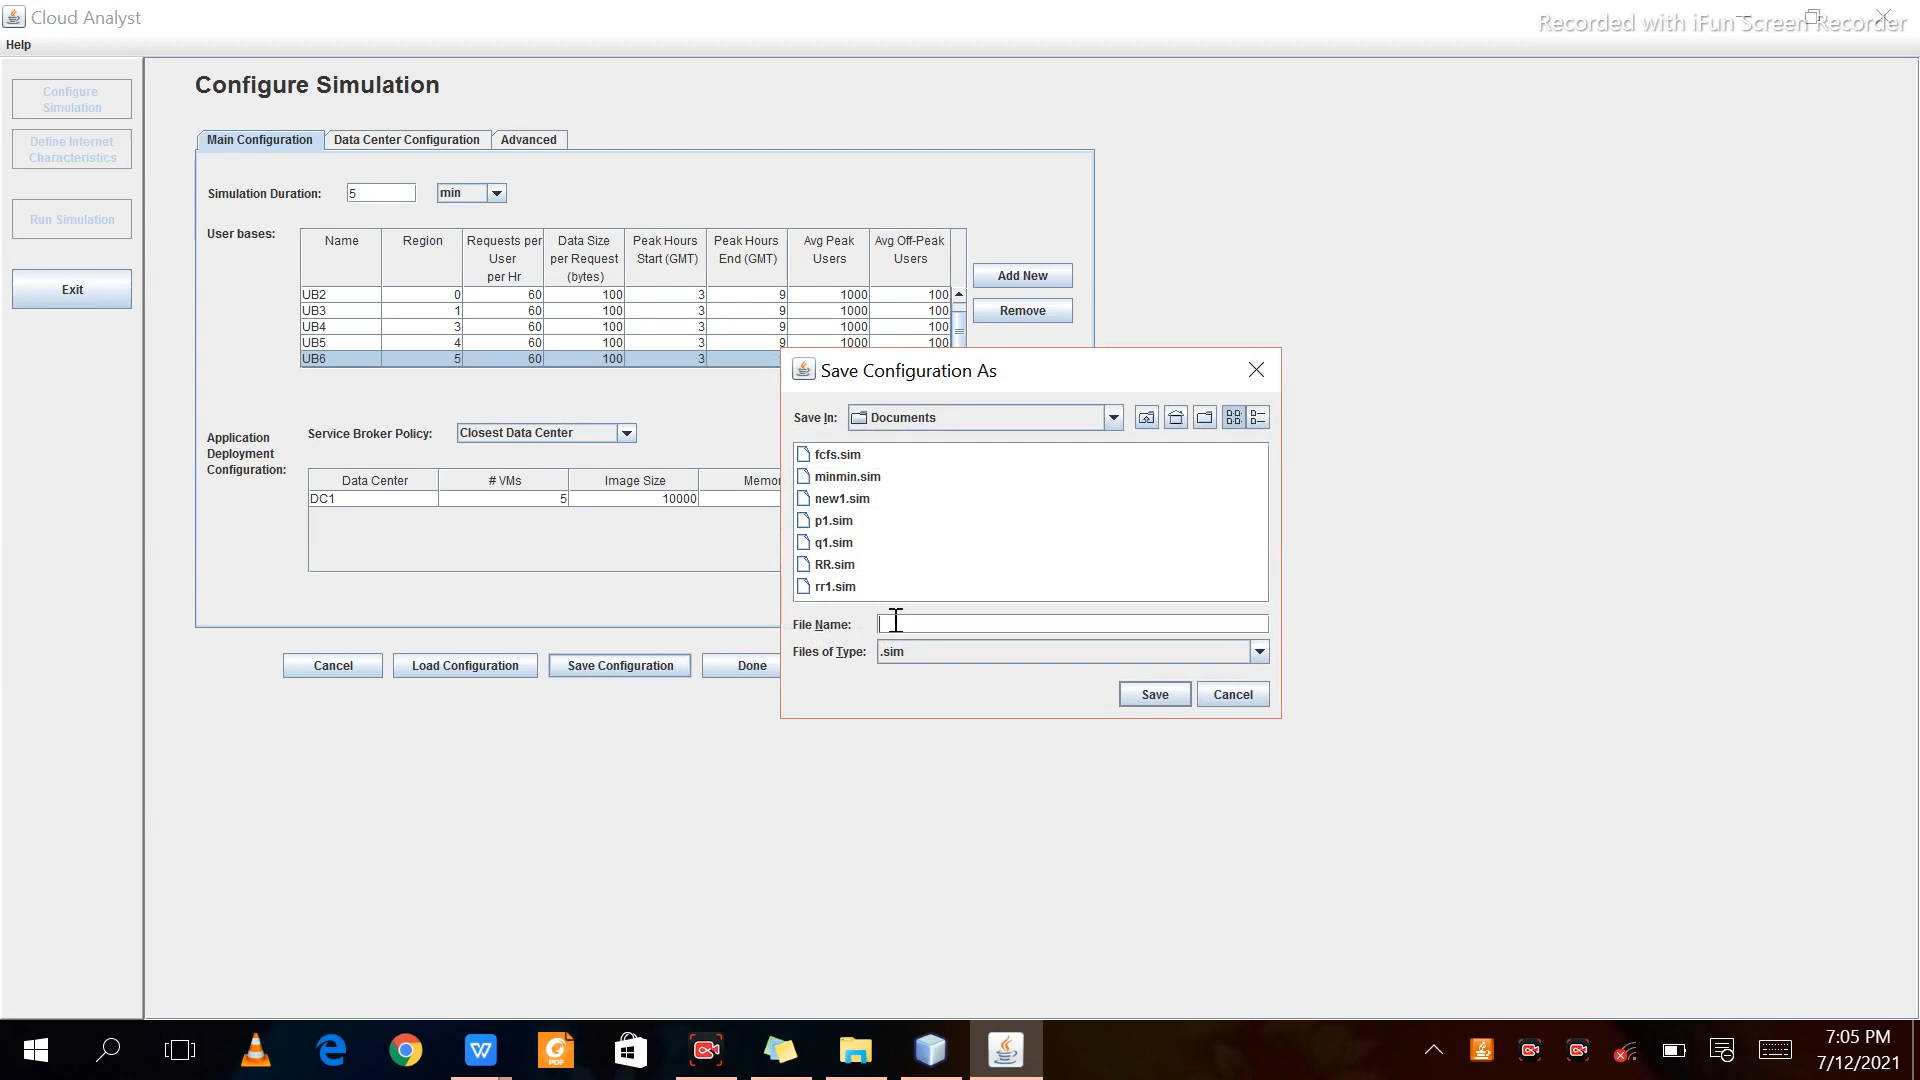 Cloud Analyst
Recorded with iFun Screen Recorder
Help
Configure
Simulation
Define Internet
Characteristics
Run Simulation
Exit
Configure Simulation
Main Configuration
Data Center Configuration
Advanced
Simulation Duration:
5
min
User bases:
Name Region Requests per User per Hr Data Size per Request (bytes) Peak Hours Start (GMT) Peak Hours End (GMT) Avg Peak Users Avg Off-Peak Users
UB2 0 60 100 3 9 1000 100
UB3 1 60 100 3 9 1000 100
UB4 3 60 100 3 9 1000 100
UB5 4 60 100 3 9 1000 100
UB6 5 60 100 3
Add New
Remove
Application
Deployment
Configuration:
Service Broker Policy:
Closest Data Center
Data Center # VMs Image Size Memor
DC1 5 10000
Cancel
Load Configuration
Save Configuration
Done
Save Configuration As
Save In:
Documents
fcfs.sim
minmin.sim
new1.sim
p1.sim
q1.sim
RR.sim
rr1.sim
File Name:
Files of Type:
.sim
Save
Cancel
W
PDF
7:05 PM
7/12/2021